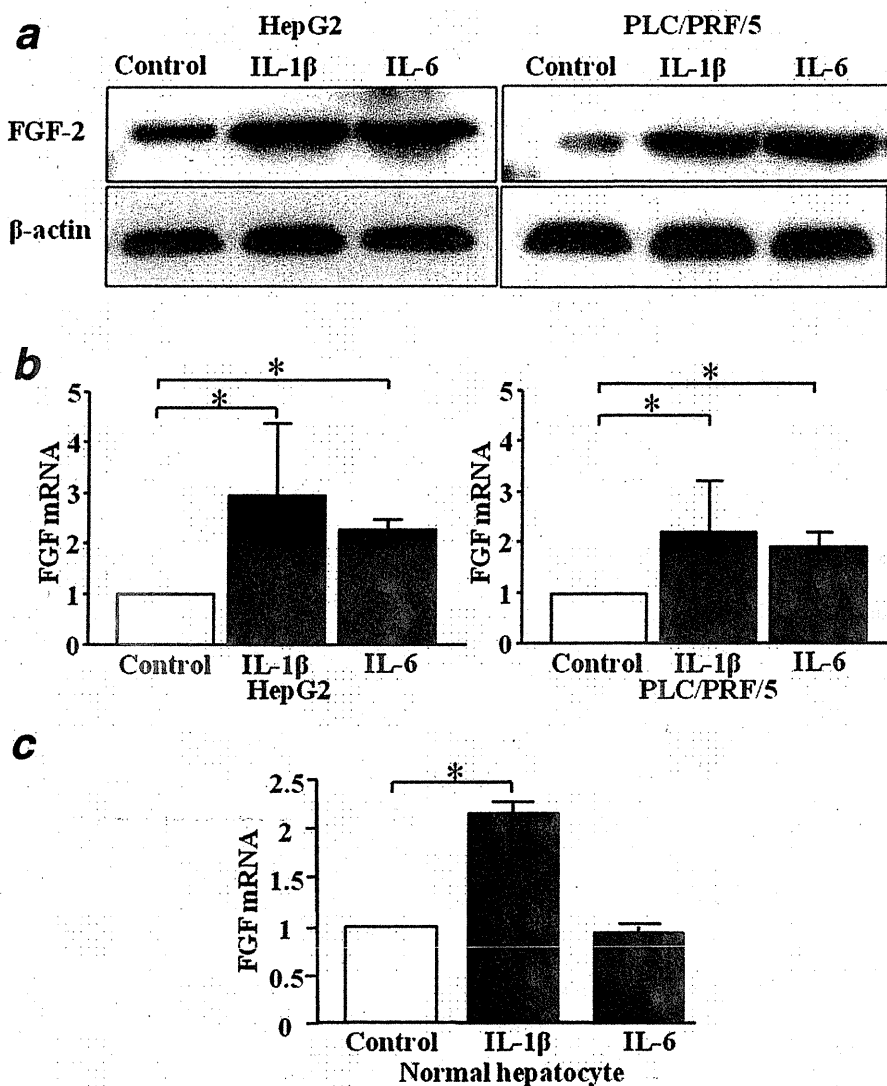 a
HepG2 PLC/PRF/5
Control IL-1β IL-6 Control IL-1β IL-6
FGF-2
β-actin
b
* *
* *
5 5
4 4
3 3
2 2
1 1
0 0
FGF mRNA FGF mRNA
Control IL-1β IL-6 Control IL-1β IL-6
HepG2 PLC/PRF/5
c
*
2.5
2
1.5
1
0.5
0
FGF mRNA
Control IL-1β IL-6
Normal hepatocyte